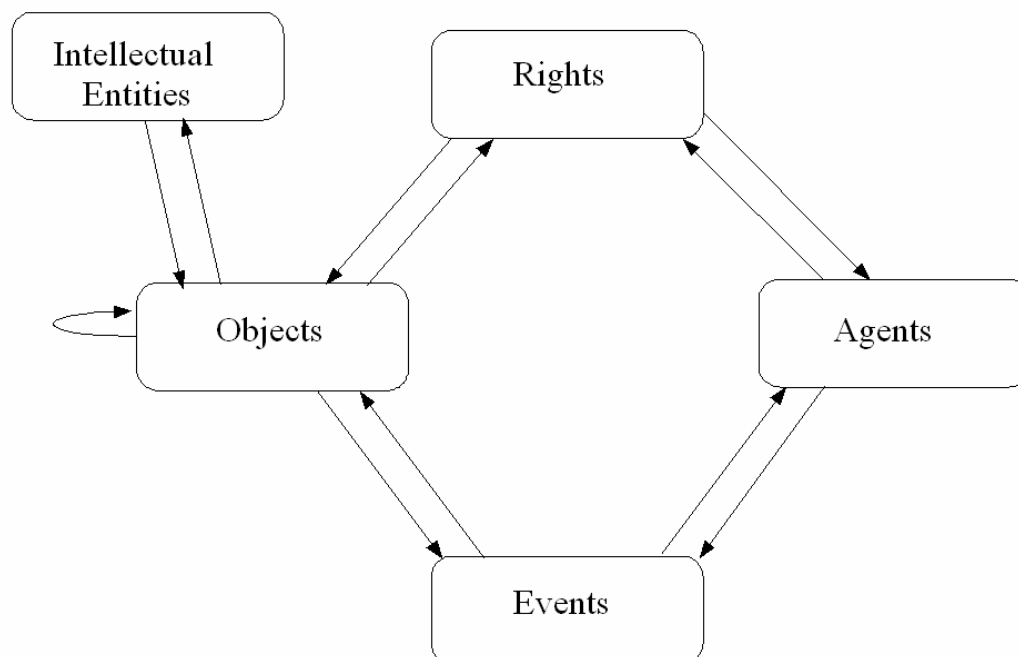 Intellectual
Entities
Rights
Objects
Agents
Events